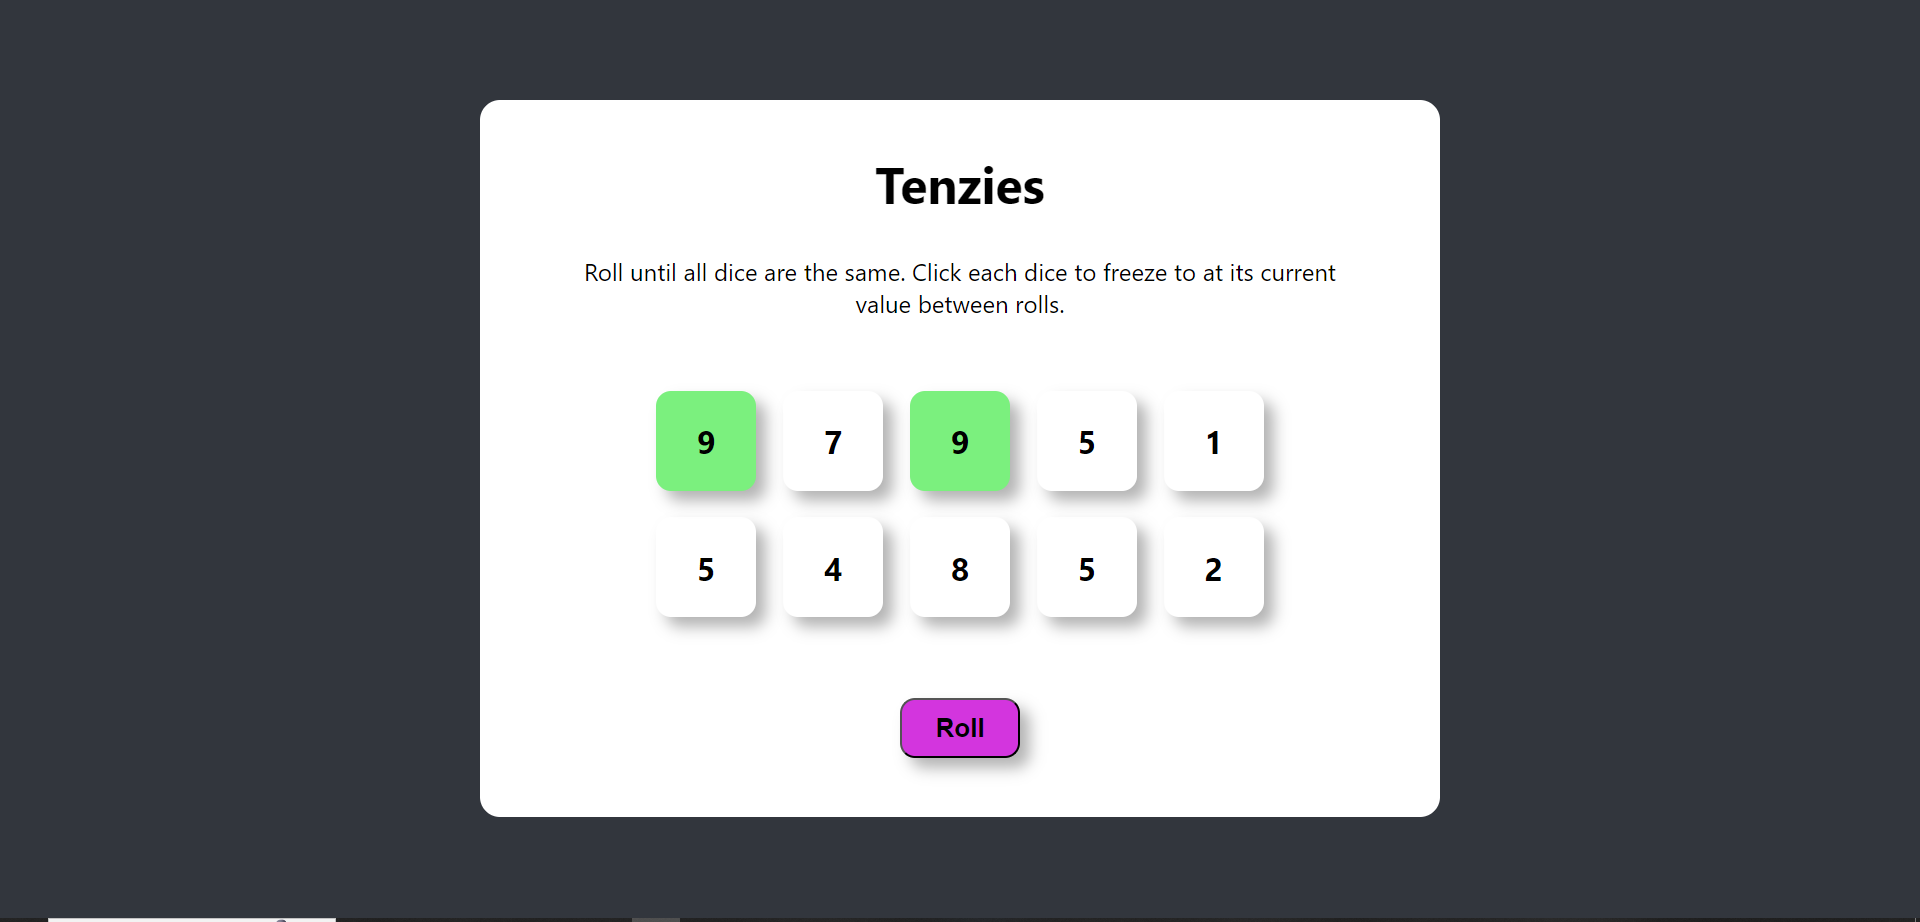 Tenzies
Roll until all dice are the same. Click each dice to freeze to at its current
value between rolls.
9 7 9 5 1
5 4 8 5 2
Roll